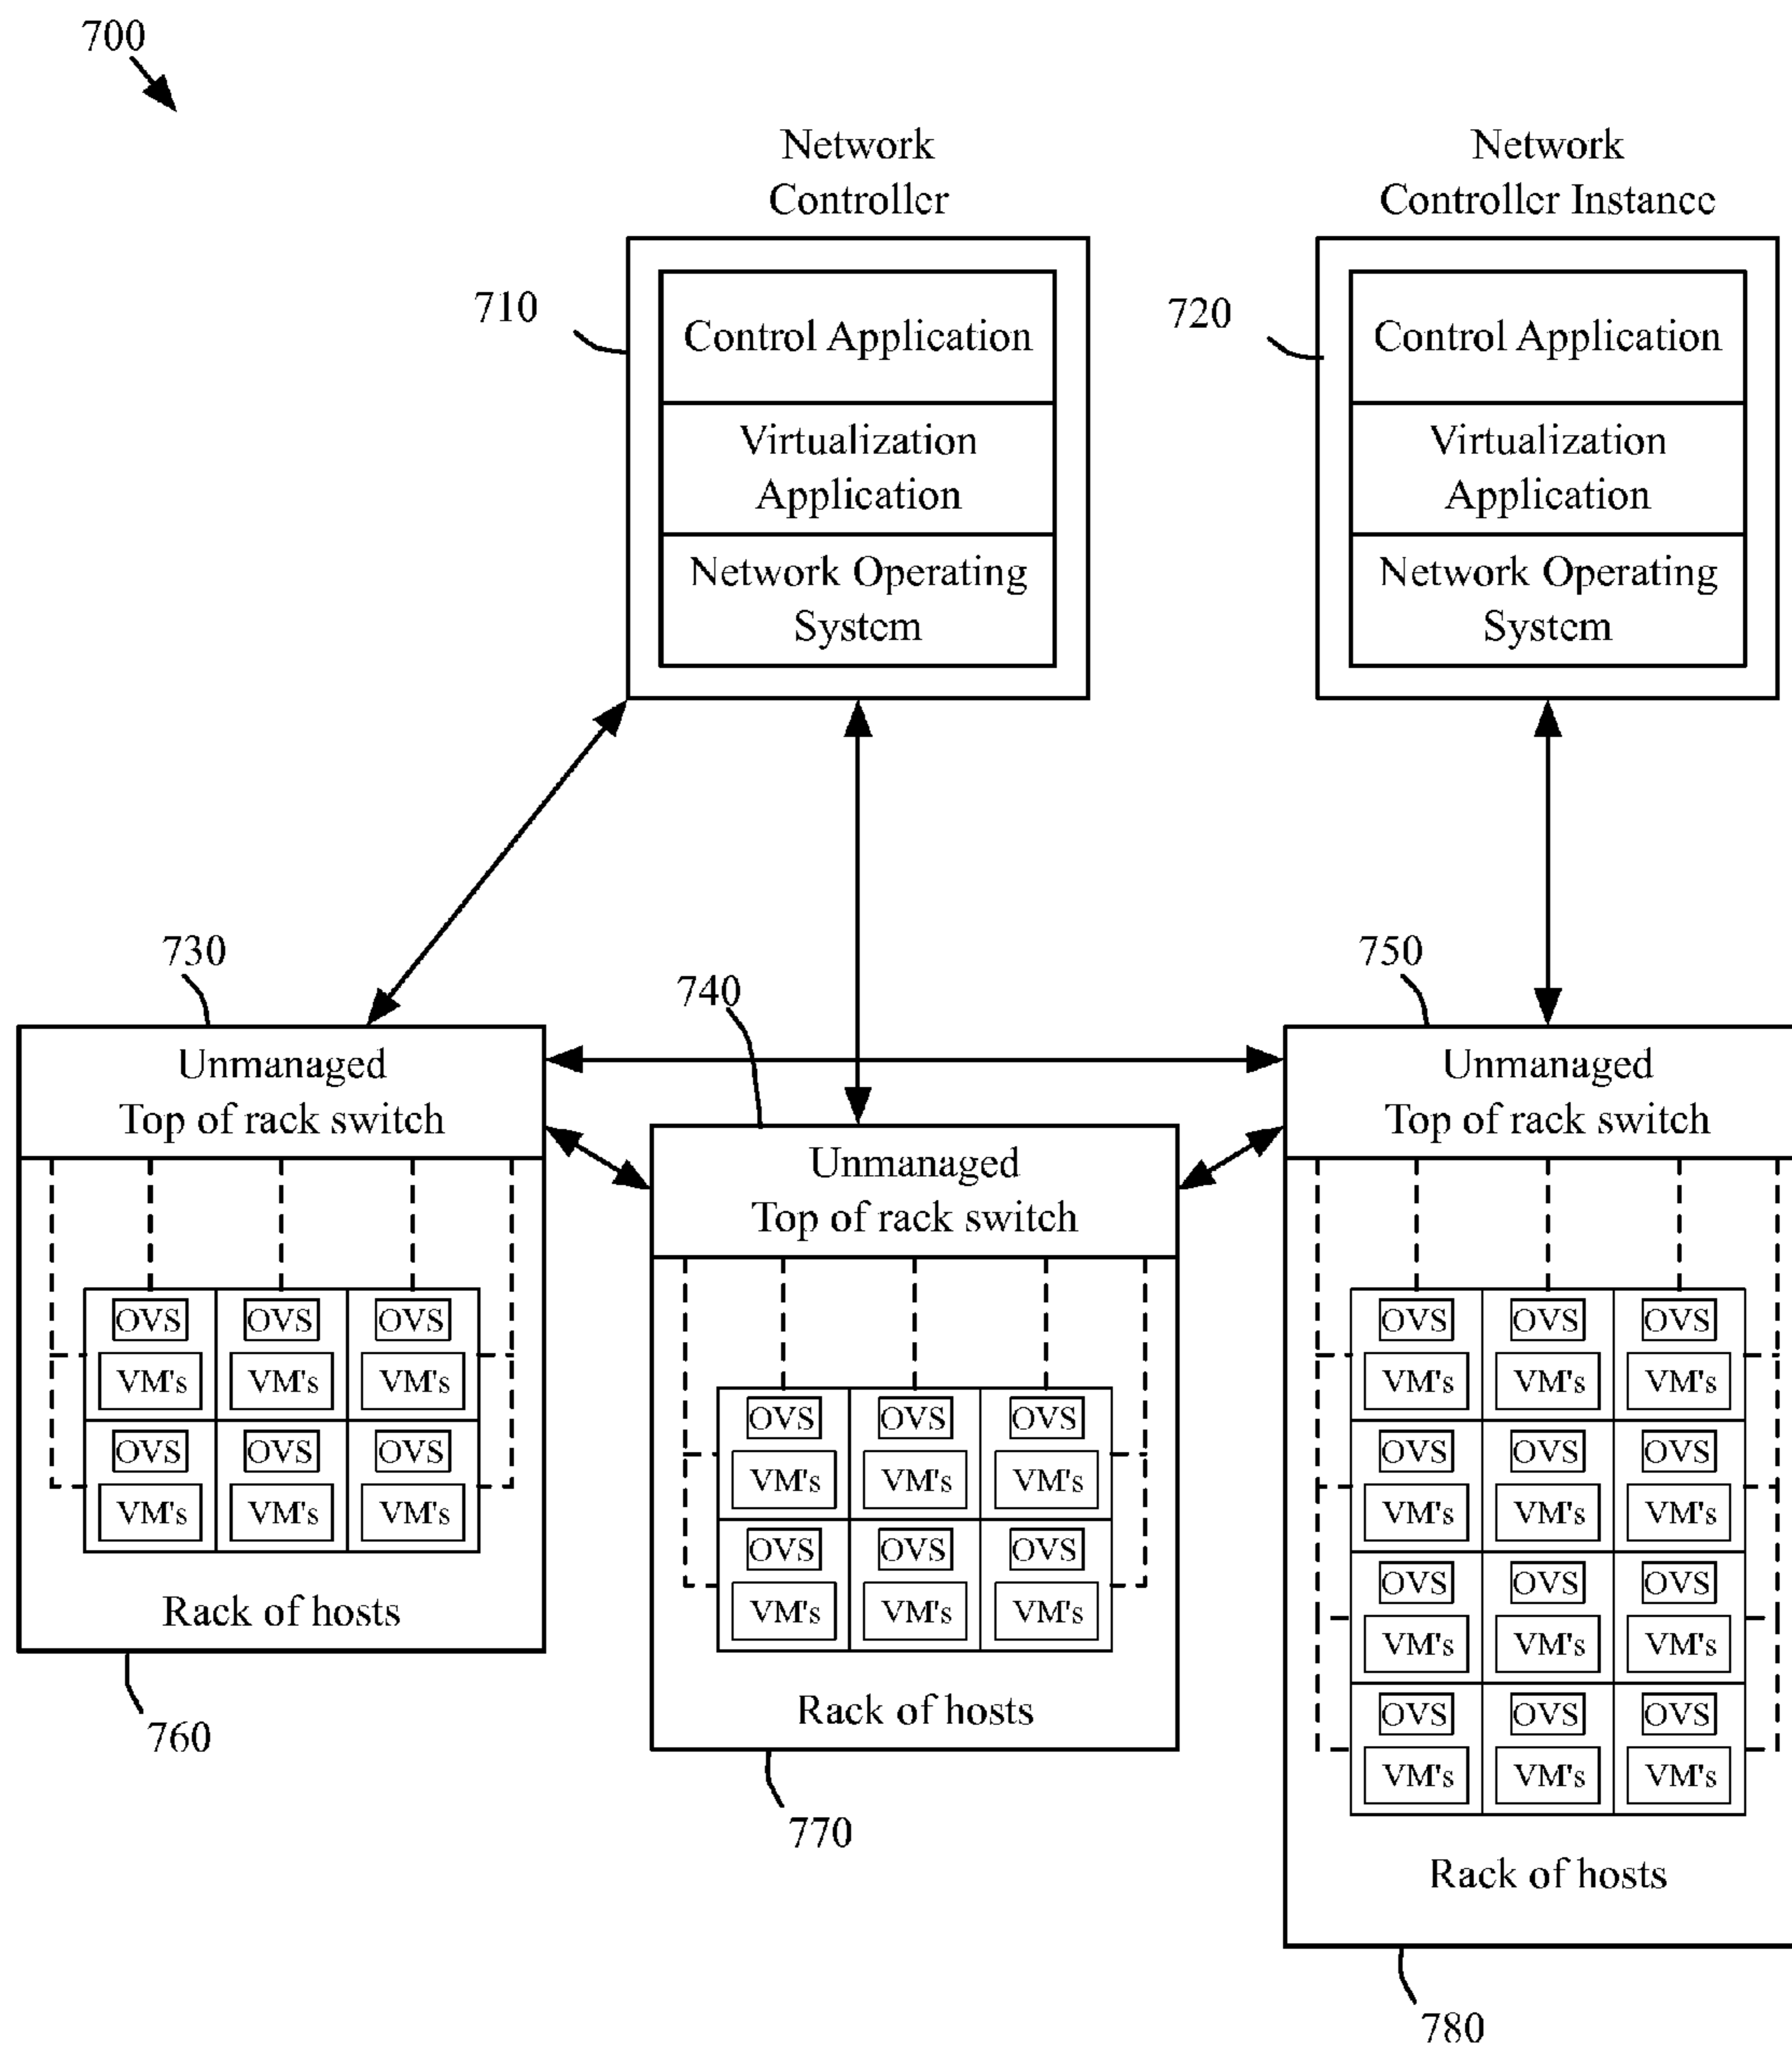 700
Network
Controller
Network
Controller Instance
710
Control Application
Virtualization
Application
Network Operating
System
720
Control Application
Virtualization
Application
Network Operating
System
730
740
750
Unmanaged
Top of rack switch
Unmanaged
Top of rack switch
Unmanaged
Top of rack switch
OVS OVS OVS
VM's VM's VM's
OVS OVS OVS
VM's VM's VM's
Rack of hosts
760
OVS OVS OVS
VM's VM's VM's
OVS OVS OVS
VM's VM's VM's
Rack of hosts
770
OVS OVS OVS
VM's VM's VM's
OVS OVS OVS
VM's VM's VM's
OVS OVS OVS
VM's VM's VM's
OVS OVS OVS
VM's VM's VM's
Rack of hosts
780